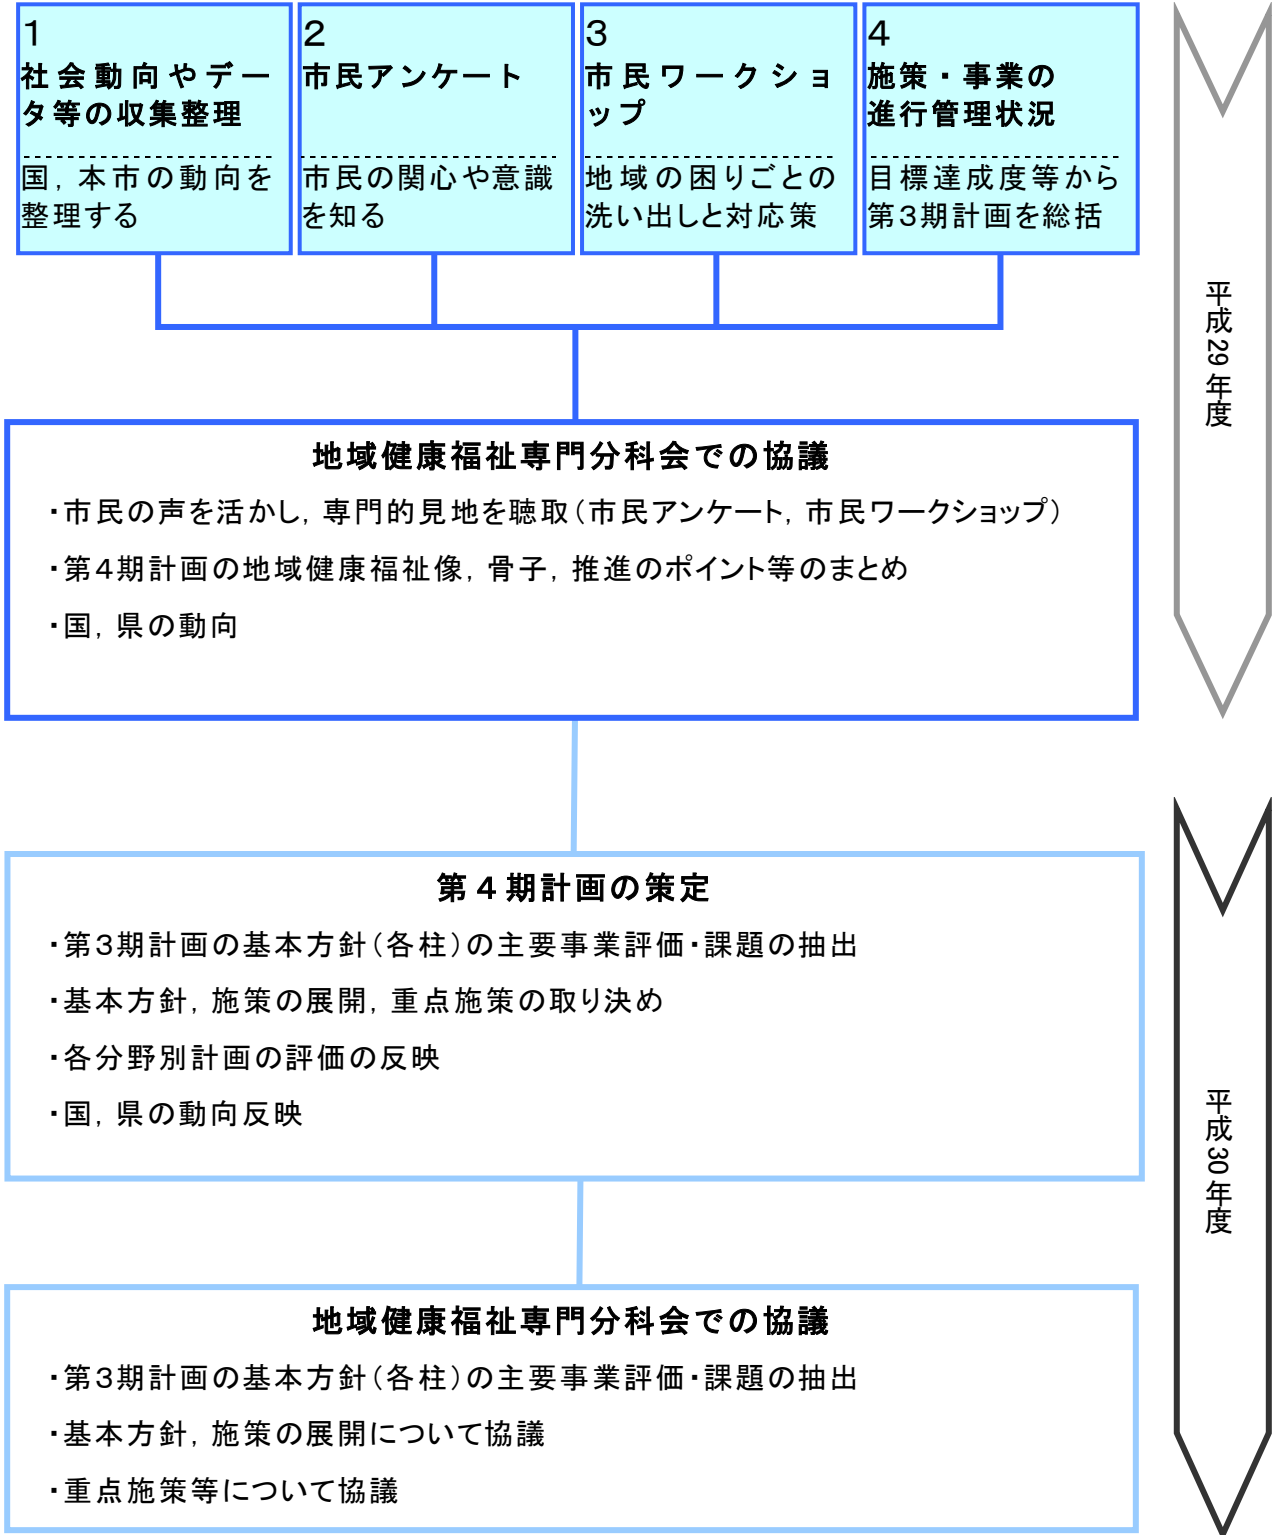 1
社会動向やデー
タ等の収集整理
国，本市の動向を
整理する
2
市民アンケート
市民の関心や意識
を知る
3
市民ワークショ
ップ
地域の困りごとの
洗い出しと対応策
4
施策・事業の
進行管理状況
目標達成度等から
第3期計画を総括
平成29年度
地域健康福祉専門分科会での協議
・市民の声を活かし，専門的見地を聴取（市民アンケート，市民ワークショップ）
・第4期計画の地域健康福祉像，骨子，推進のポイント等のまとめ
・国，県の動向
第４期計画の策定
・第3期計画の基本方針（各柱）の主要事業評価・課題の抽出
・基本方針，施策の展開，重点施策の取り決め
・各分野別計画の評価の反映
・国，県の動向反映
平成30年度
地域健康福祉専門分科会での協議
・第3期計画の基本方針（各柱）の主要事業評価・課題の抽出
・基本方針，施策の展開について協議
・重点施策等について協議